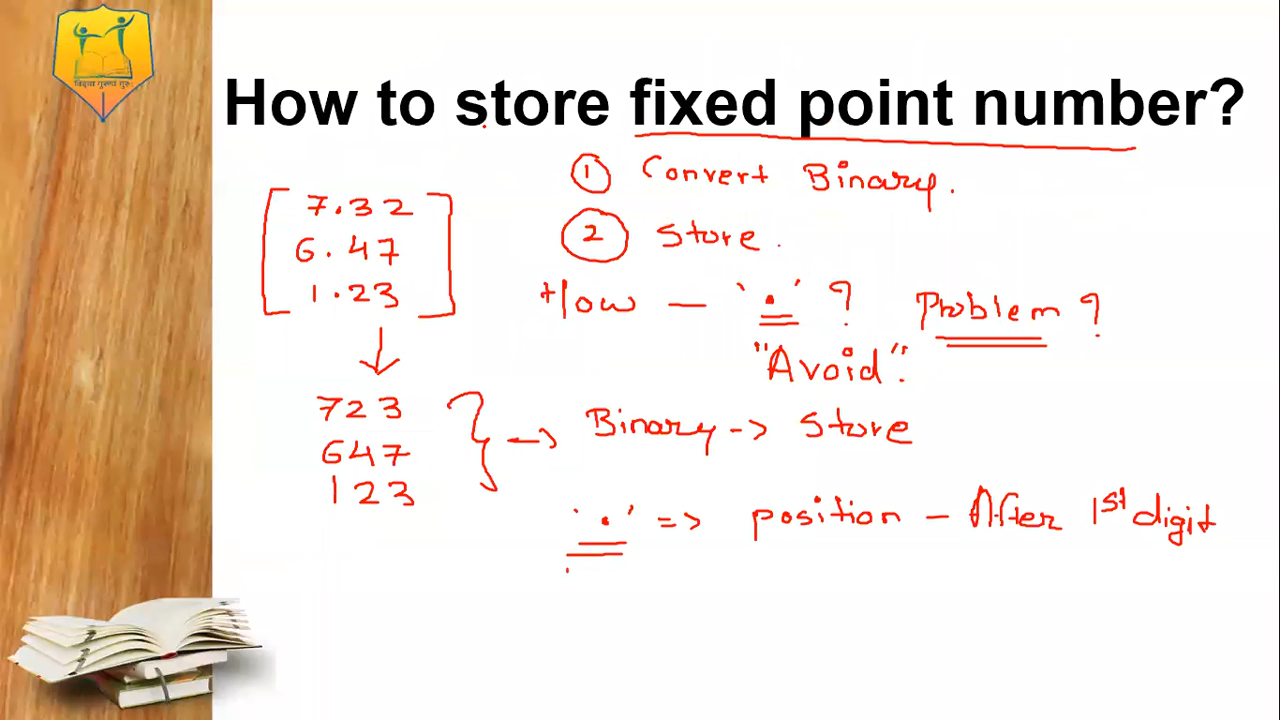 विद्यया गुरूणां गुरुः
How to store fixed point number?
① Convert Binary.
② Store.
7.32
6.47
1.23
How — '.' ? Problem ?
"Avoid".
723
647
123
} -> Binary -> Store
'.' => position - After 1st digit